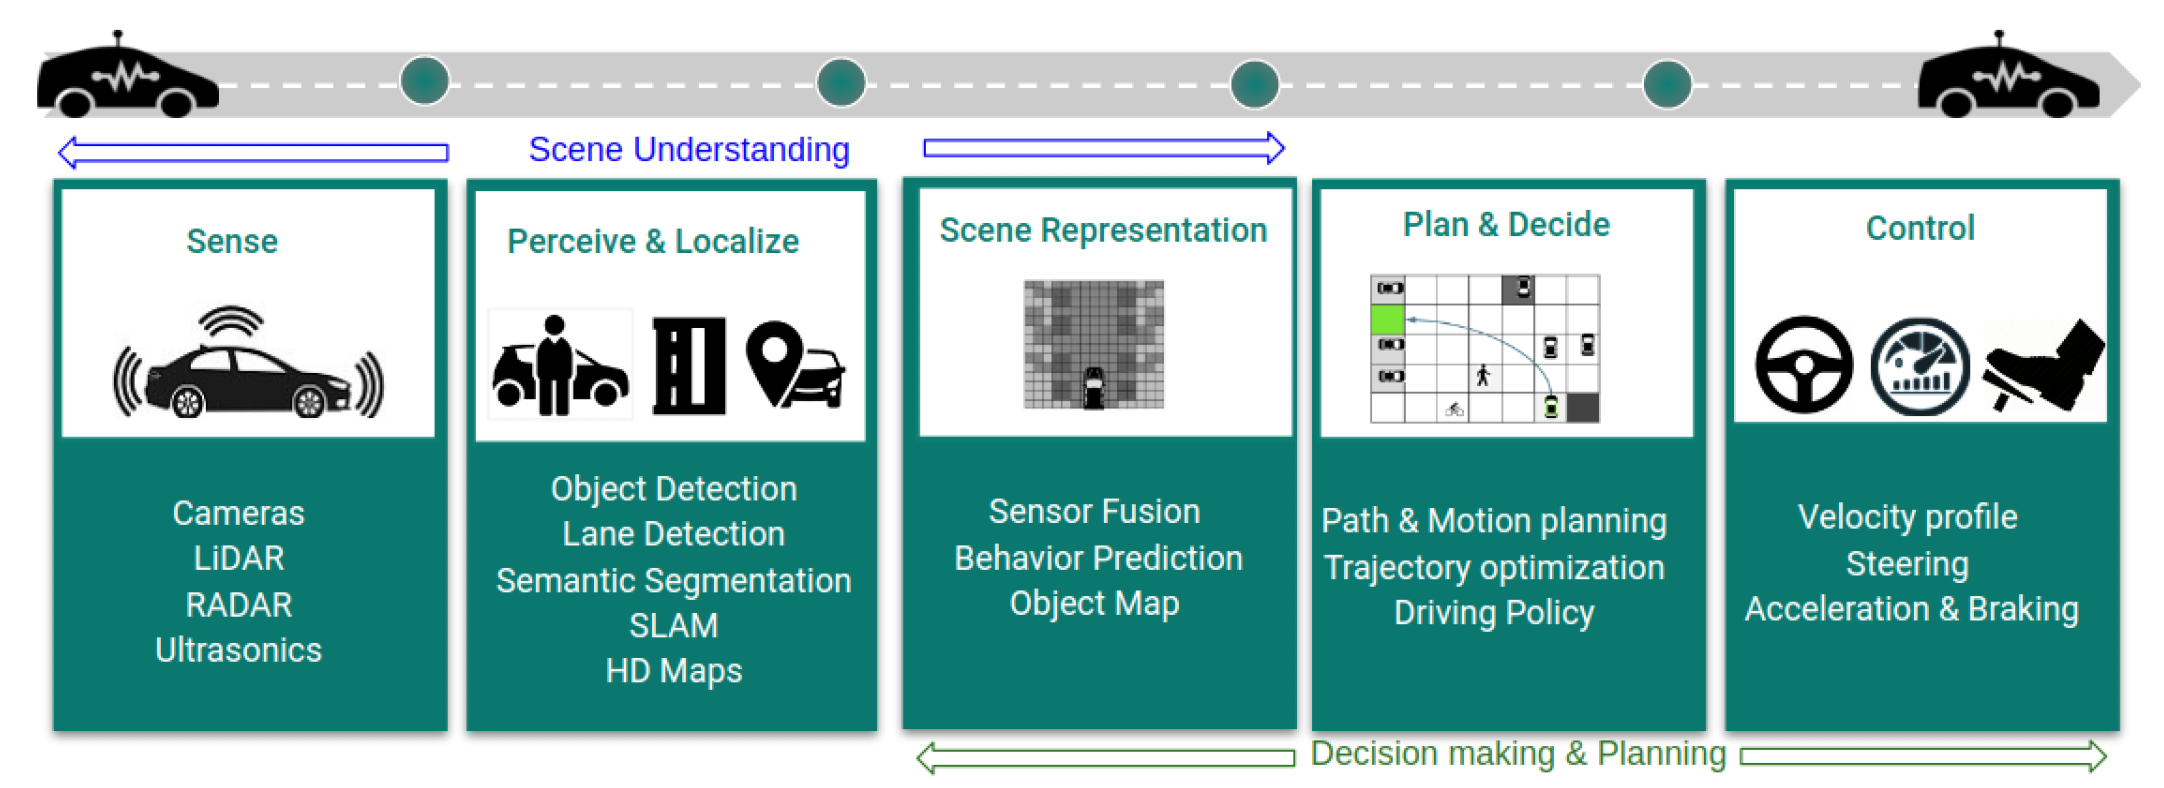 Scene Understanding
Sense
Cameras
LiDAR
RADAR
Ultrasonics
Perceive & Localize
Object Detection
Lane Detection
Semantic Segmentation
SLAM
HD Maps
Scene Representation
Sensor Fusion
Behavior Prediction
Object Map
Plan & Decide
Path & Motion planning
Trajectory optimization
Driving Policy
Control
Velocity profile
Steering
Acceleration & Braking
Decision making & Planning